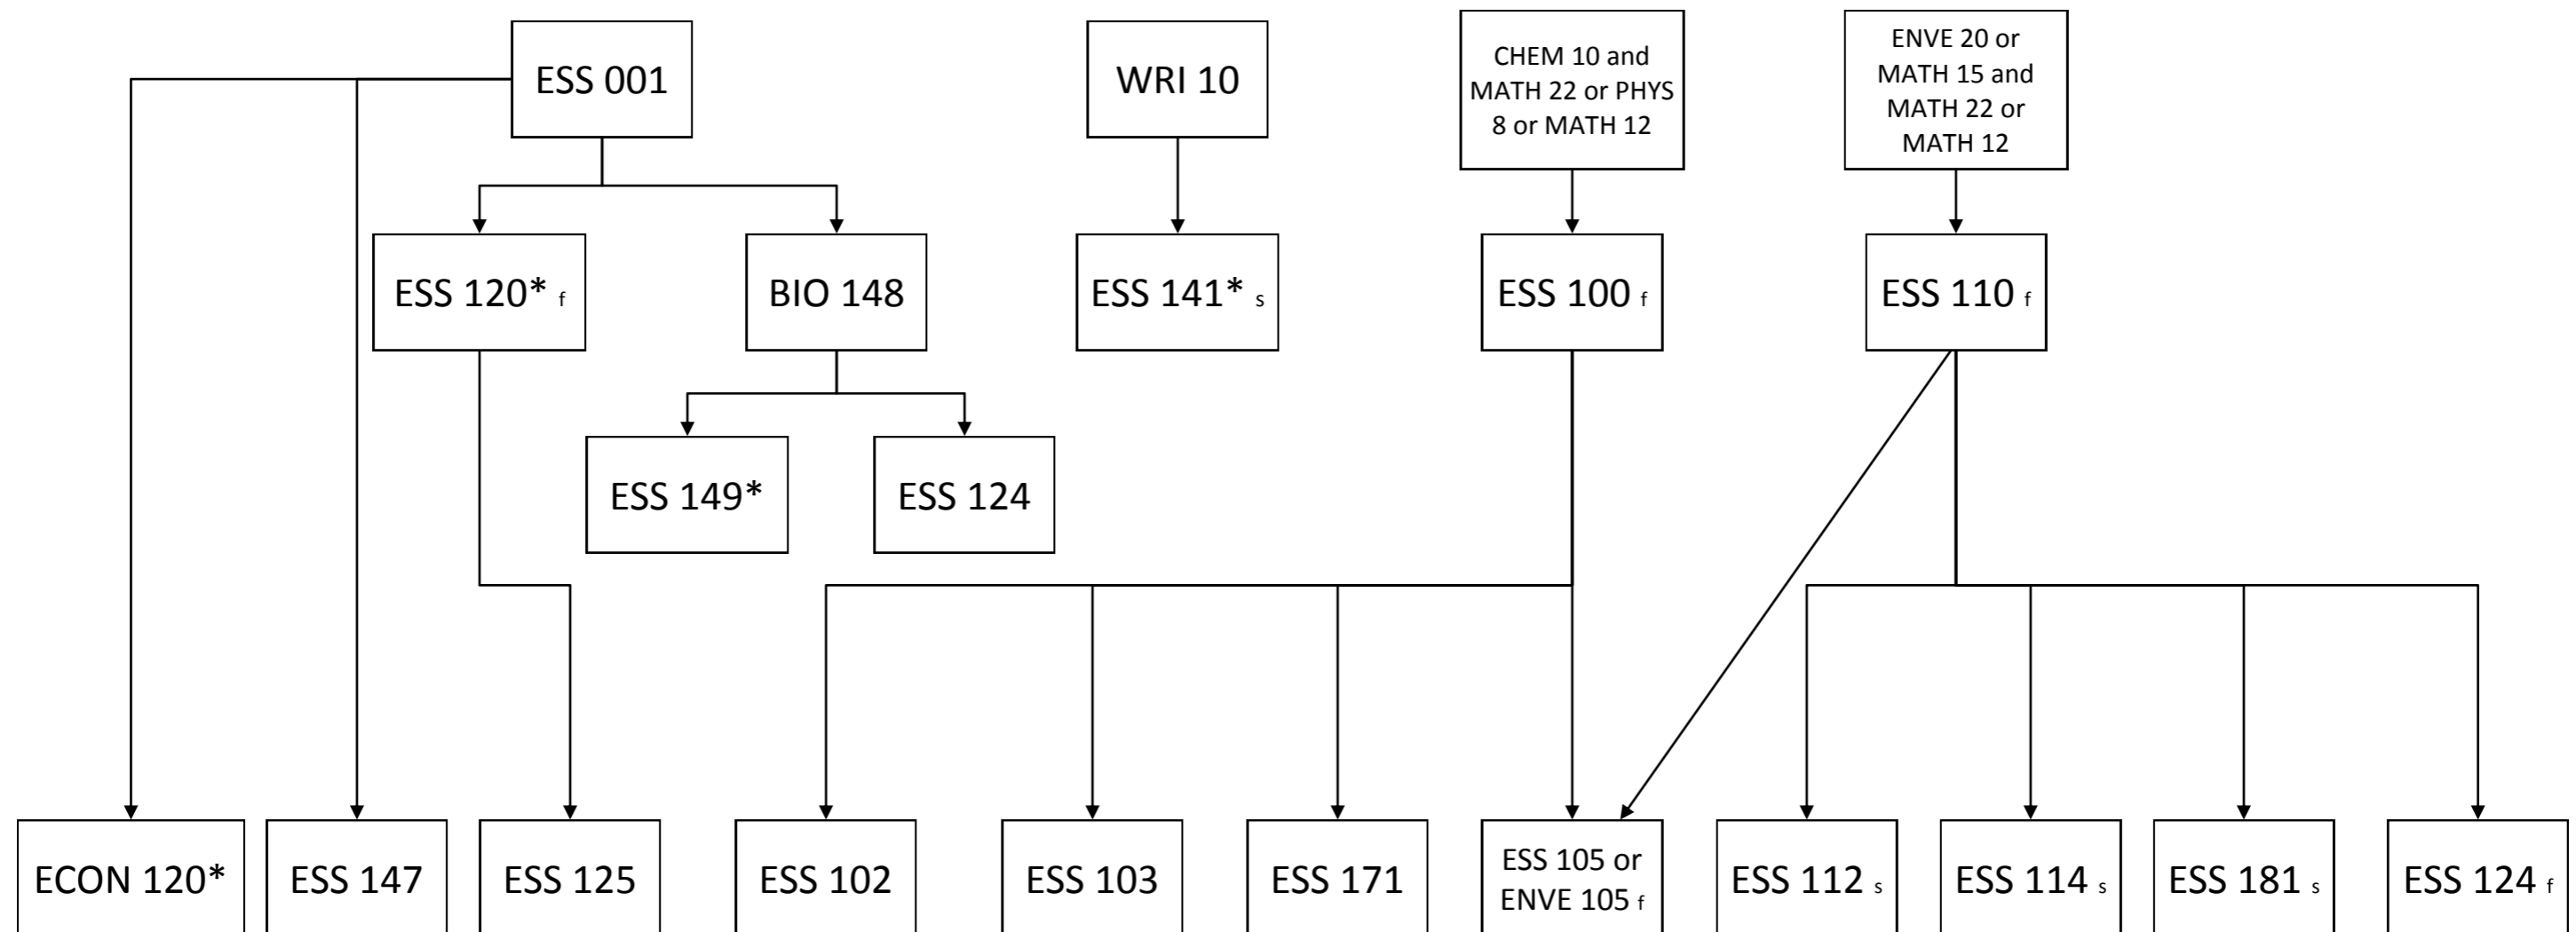 ESS 001
WRI 10
CHEM 10 and
MATH 22 or PHYS
8 or MATH 12
ENVE 20 or
MATH 15 and
MATH 22 or
MATH 12
ESS 120* f
BIO 148
ESS 141* s
ESS 100 f
ESS 110 f
ESS 149*
ESS 124
ECON 120*
ESS 147
ESS 125
ESS 102
ESS 103
ESS 171
ESS 105 or
ENVE 105 f
ESS 112 s
ESS 114 s
ESS 181 s
ESS 124 f